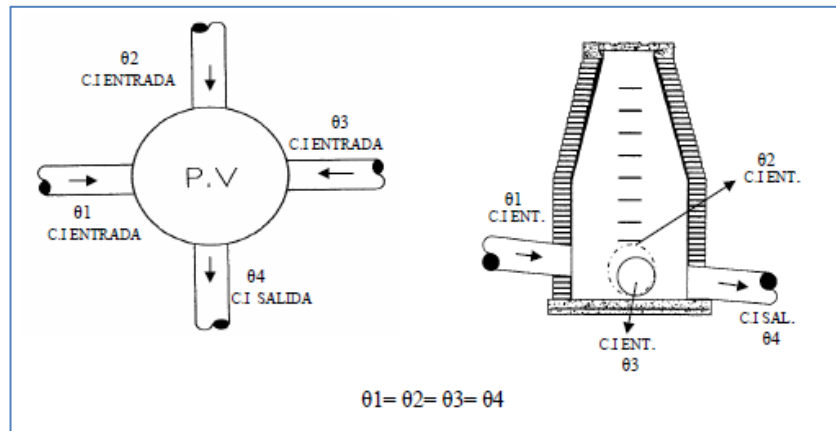 θ2
C.I ENTRADA
θ3
C.I ENTRADA
P.V
θ1
C.I ENTRADA
θ4
C.I SALIDA
θ2
C.I ENT.
θ1
C.I ENT.
C.I SAL.
θ4
C.I ENT.
θ3
θ1= θ2= θ3= θ4